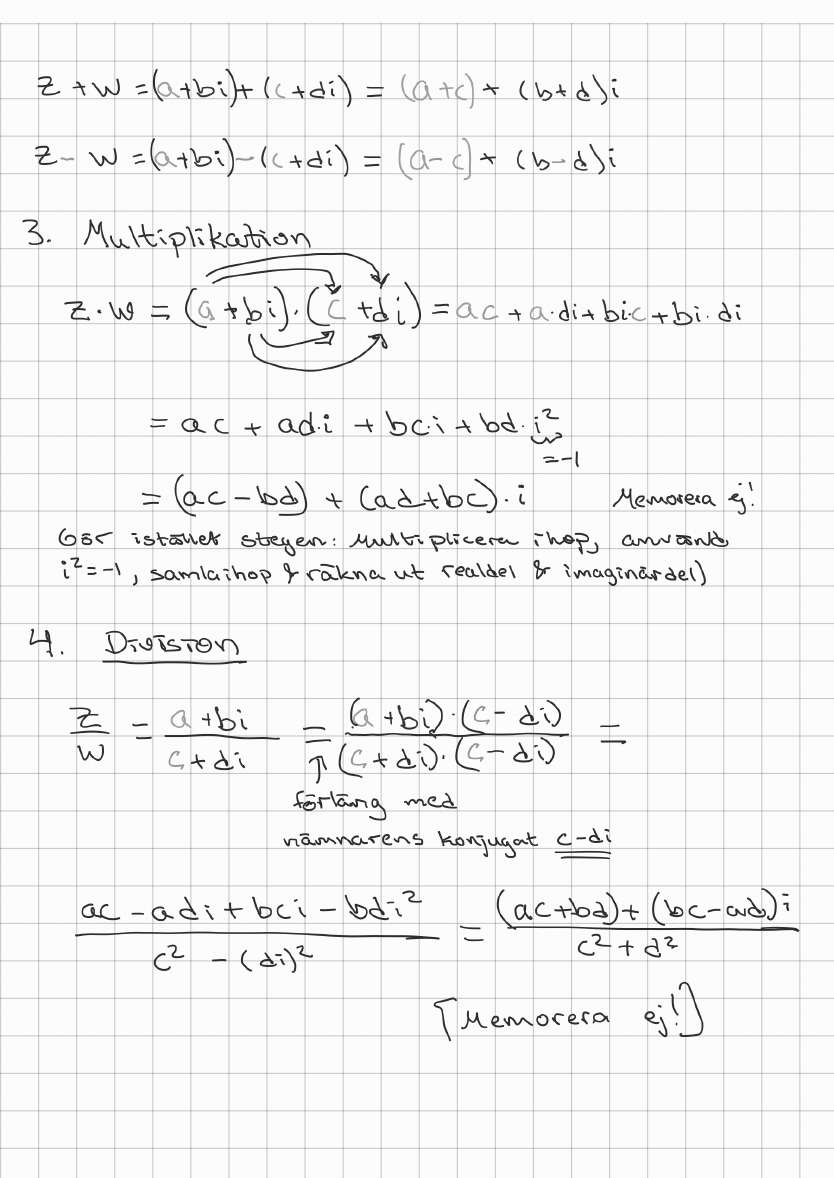 z + w = (a+bi)+(c+di) = (a+c) + (b+d)i
z - w = (a+bi)-(c+di) = (a-c) + (b-d)i
3. Multiplikation
z·w = (a+bi)·(c+di) = ac + a·di + bi·c + bi·di
= ac + ad·i + bc·i + bd·i²
=-1
= (ac-bd) + (ad+bc)·i Memorera ej!
Gör istället stegen: Multiplicera ihop, använd
i²=-1, samla ihop & räkna ut realdel & imaginärdel)
4. Division
z/w = (a+bi)/(c+di) = ((a+bi)·(c-di))/((c+di)·(c-di)) =
↑
förläng med
nämnarens konjugat c-di
(ac-adi+bci-bdi²)/(c²-(di)²) = ((ac+bd)+(bc-ad)i)/(c²+d²)
[Memorera ej!]